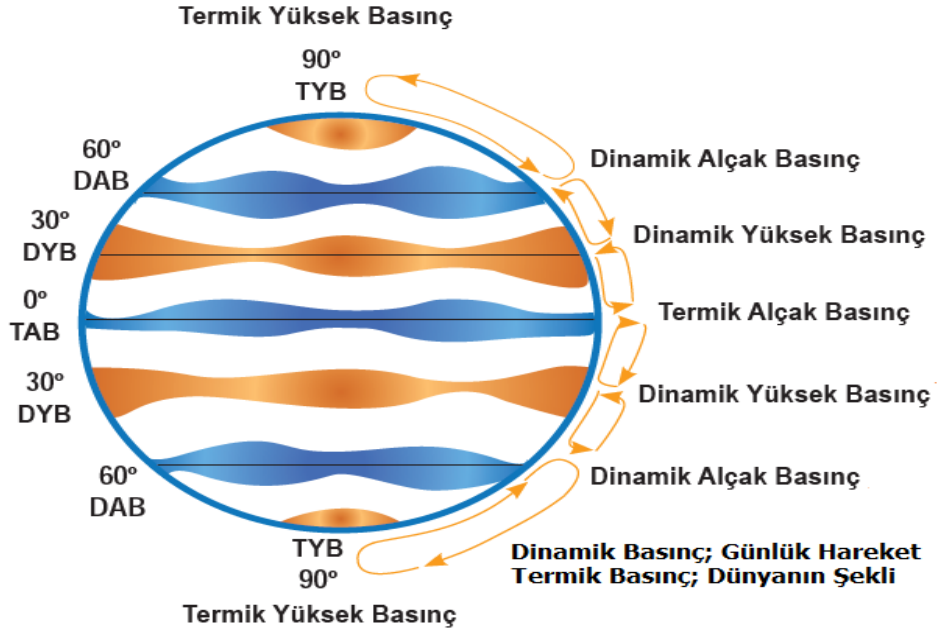 Termik Yüksek Basınç
90º
TYB
60º
DAB
30º
DYB
0º
TAB
30º
DYB
60º
DAB
TYB
90º
Termik Yüksek Basınç
Dinamik Alçak Basınç
Dinamik Yüksek Basınç
Termik Alçak Basınç
Dinamik Yüksek Basınç
Dinamik Alçak Basınç
Dinamik Basınç; Günlük Hareket
Termik Basınç; Dünyanın Şekli